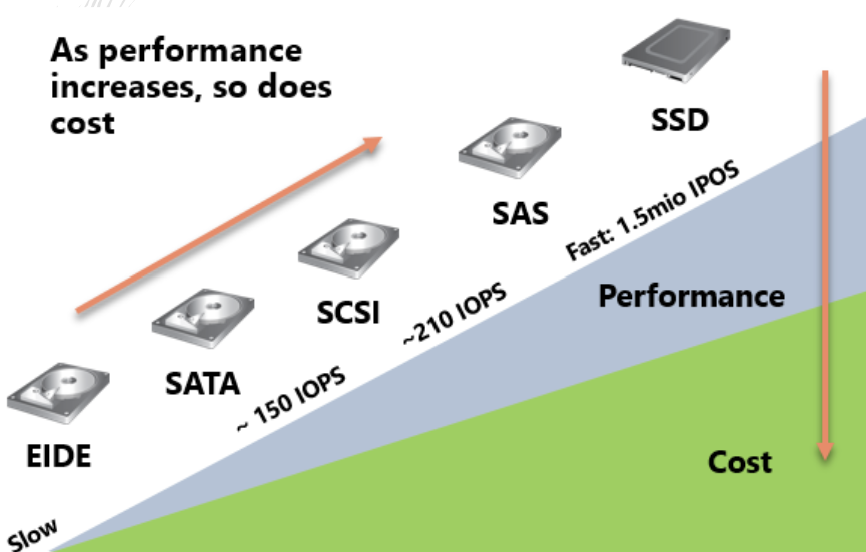 As performance
increases, so does
cost
SSD
SAS
SCSI
SATA
EIDE
Slow
~ 150 IOPS
~210 IOPS
Fast: 1.5mio IPOS
Performance
Cost